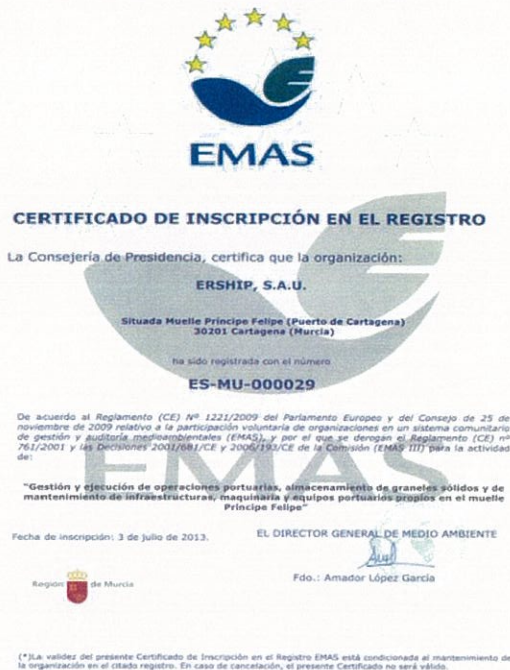 EMAS
CERTIFICADO DE INSCRIPCIÓN EN EL REGISTRO
La Consejería de Presidencia, certifica que la organización:
ERSHIP, S.A.U.
Situada Muelle Príncipe Felipe (Puerto de Cartagena)
30201 Cartagena (Murcia)
ha sido registrada con el número
ES-MU-000029
De acuerdo al Reglamento (CE) Nº 1221/2009 del Parlamento Europeo y del Consejo de 25 de
noviembre de 2009 relativo a la participación voluntaria de organizaciones en un sistema comunitario
de gestión y auditoría medioambientales (EMAS), y por el que se derogan el Reglamento (CE) nº
761/2001 y las Decisiones 2001/681/CE y 2006/193/CE de la Comisión (EMAS III) para la actividad
de:
EMAS
"Gestión y ejecución de operaciones portuarias, almacenamiento de graneles sólidos y de
mantenimiento de infraestructuras, maquinaria y equipos portuarios propios en el muelle
Príncipe Felipe"
Fecha de inscripción: 3 de julio de 2013.
EL DIRECTOR GENERAL DE MEDIO AMBIENTE
Región de Murcia
Fdo.: Amador López García
(*)La validez del presente Certificado de Inscripción en el Registro EMAS está condicionada al mantenimiento de
la organización en el citado registro. En caso de cancelación, el presente Certificado no será válido.